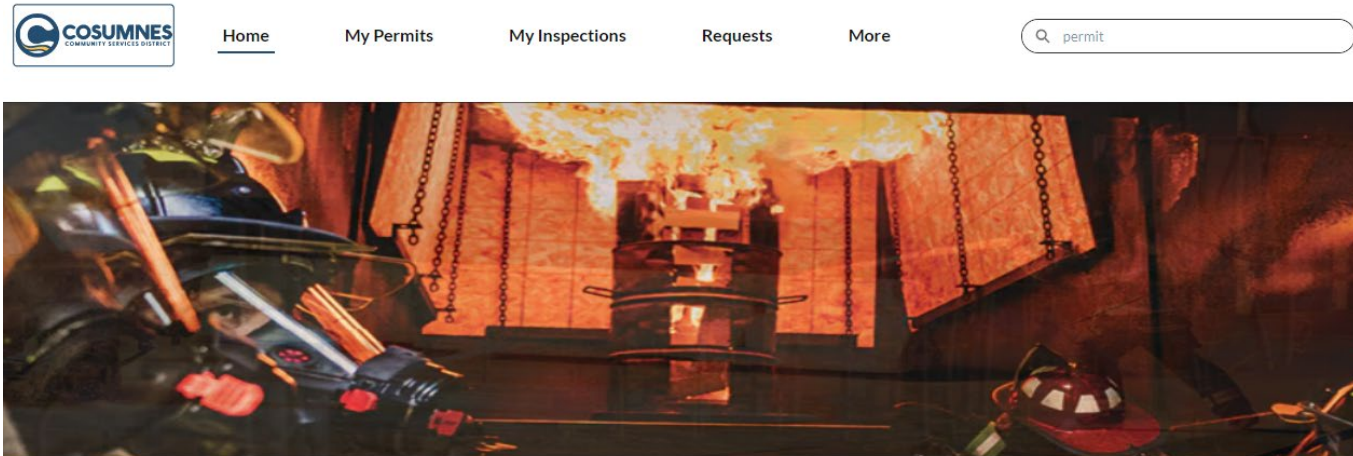 COSUMNES
COMMUNITY SERVICES DISTRICT
Home My Permits My Inspections Requests More
permit